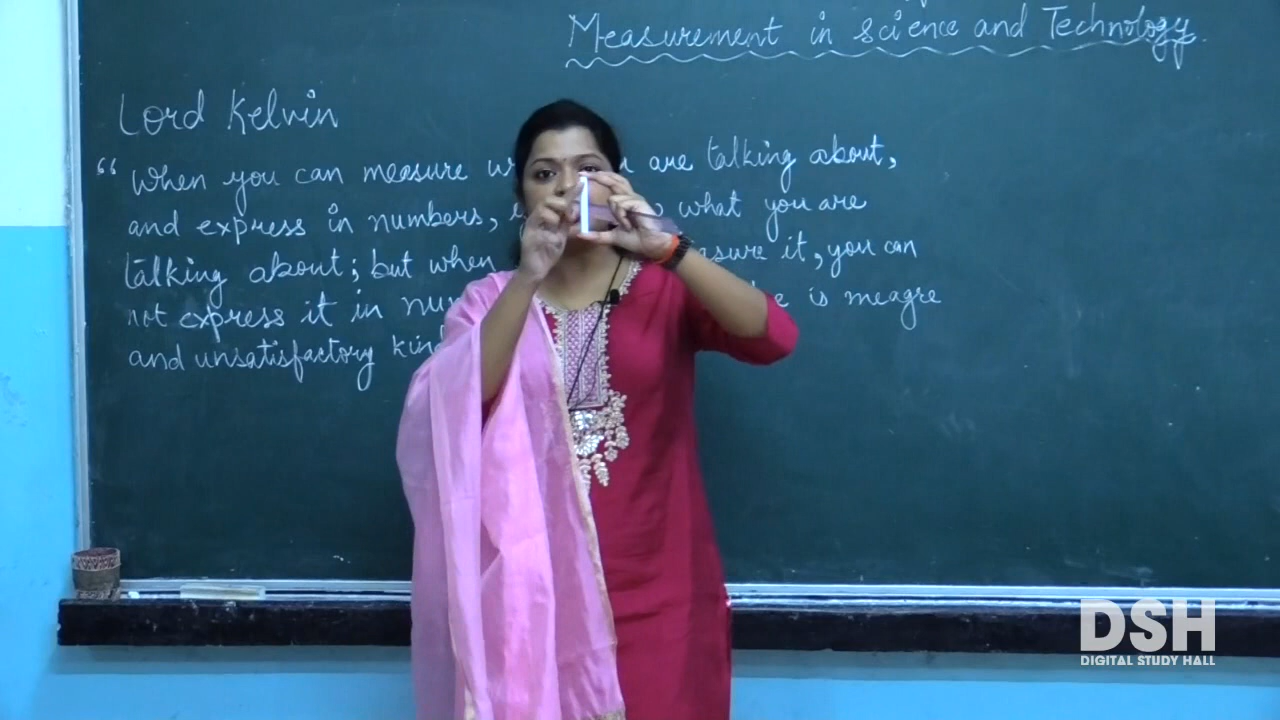 Measurement in Science and Technology.
Lord Kelvin
“ When you can measure are talking about,
and express in numbers, what you are
talking about; but when it, you can
not express it in is meagre
and unsatisfactory
DSH
DIGITAL STUDY HALL